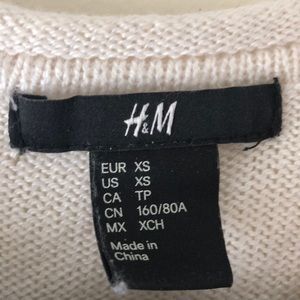 H&M
EUR XS
US XS
CA TP
CN 160/80A
MX XCH
Made in
China